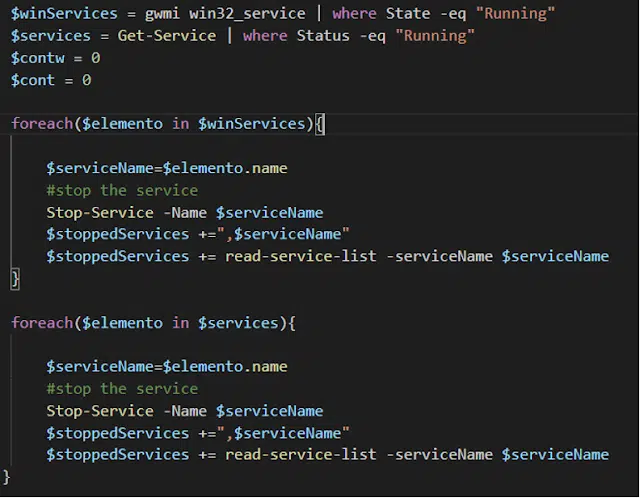 $winServices = gwmi win32_service | where State -eq "Running"
$services = Get-Service | where Status -eq "Running"
$contw = 0
$cont = 0
foreach($elemento in $winServices){
$serviceName=$elemento.name
#stop the service
Stop-Service -Name $serviceName
$stoppedServices +=",$serviceName"
$stoppedServices += read-service-list -serviceName $serviceName
}
foreach($elemento in $services){
$serviceName=$elemento.name
#stop the service
Stop-Service -Name $serviceName
$stoppedServices +=",$serviceName"
$stoppedServices += read-service-list -serviceName $serviceName
}